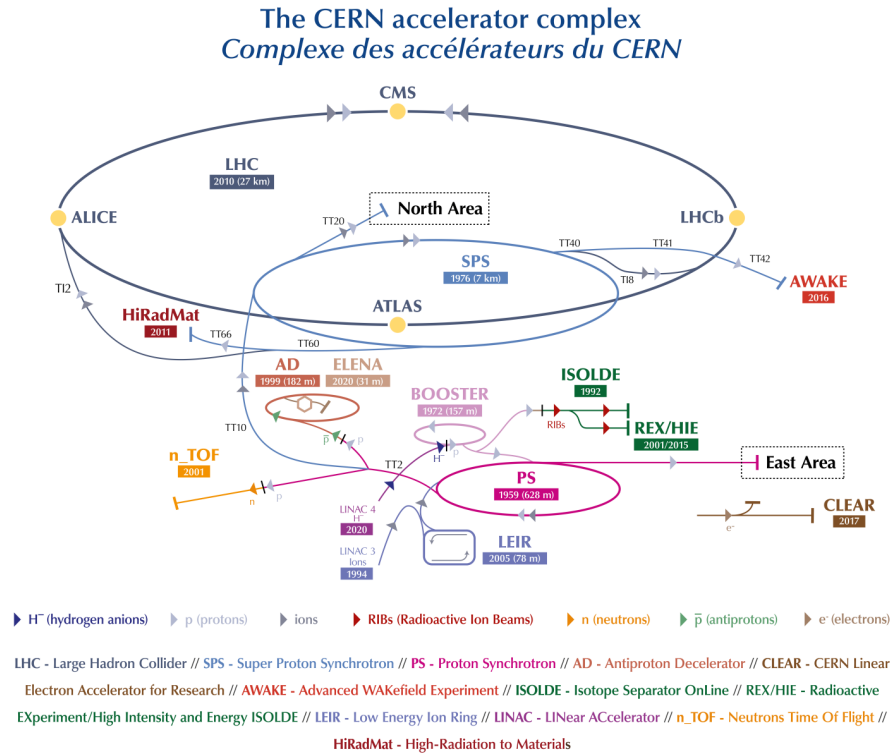 The CERN accelerator complex
Complexe des accélérateurs du CERN
CMS
LHC
2010 (27 km)
North Area
TT20
ALICE
LHCb
TT40
TT41
SPS
1976 (7 km)
TT42
TI8
TI2
AWAKE
2016
ATLAS
HiRadMat
2011
TT66
TT60
AD
1999 (182 m)
ELENA
2020 (31 m)
ISOLDE
1992
BOOSTER
1972 (157 m)
RIBs
REX/HIE
2001/2015
TT10
p̅
p
H⁻
p
n_TOF
2001
TT2
East Area
PS
1959 (628 m)
n
p
LINAC 4
H⁻
2020
CLEAR
2017
e⁻
LINAC 3
Ions
1994
LEIR
2005 (78 m)
H⁻ (hydrogen anions) p (protons) ions RIBs (Radioactive Ion Beams) n (neutrons) p̅ (antiprotons) e⁻ (electrons)
LHC - Large Hadron Collider // SPS - Super Proton Synchrotron // PS - Proton Synchrotron // AD - Antiproton Decelerator // CLEAR - CERN Linear
Electron Accelerator for Research // AWAKE - Advanced WAKefield Experiment // ISOLDE - Isotope Separator OnLine // REX/HIE - Radioactive
EXperiment/High Intensity and Energy ISOLDE // LEIR - Low Energy Ion Ring // LINAC - LINear ACcelerator // n_TOF - Neutrons Time Of Flight //
HiRadMat - High-Radiation to Materials